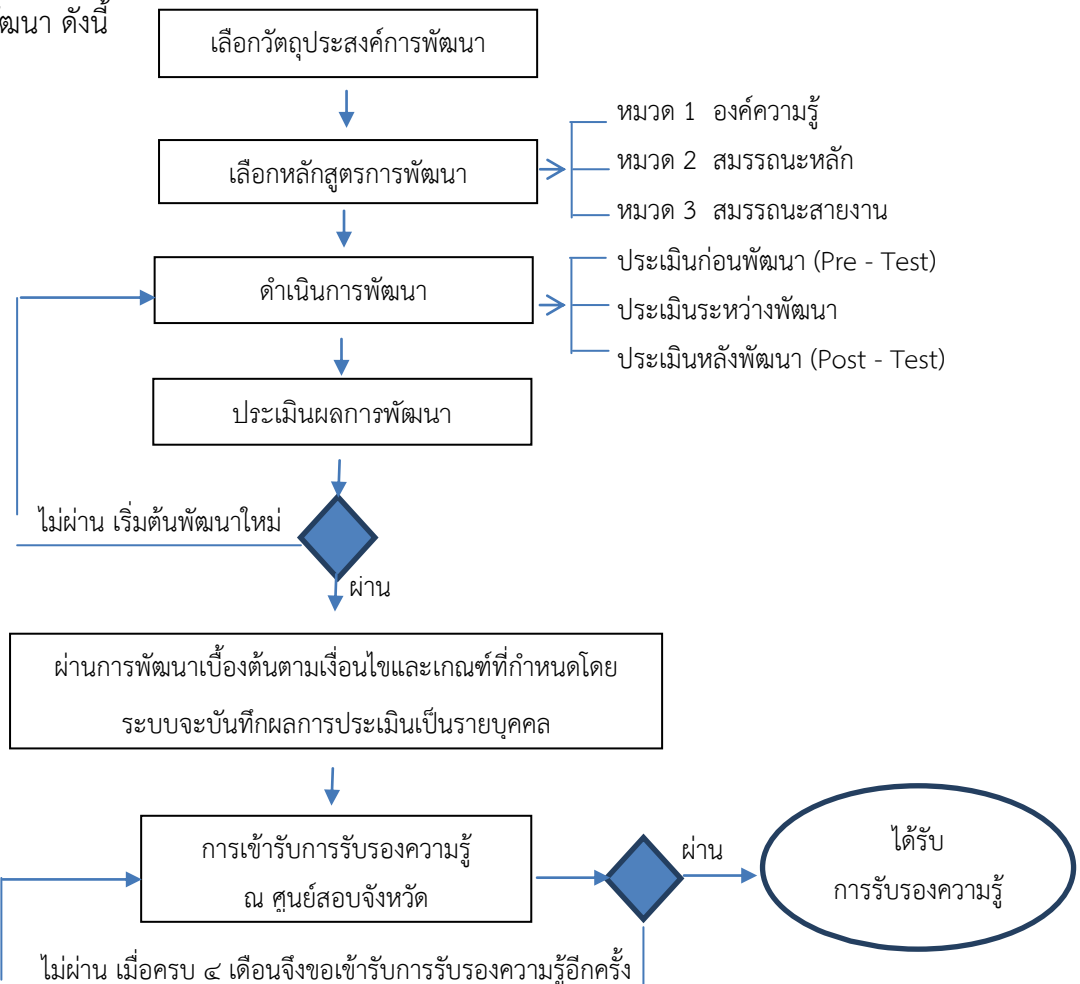 ัฒนา ดังนี้
เลือกวัตถุประสงค์การพัฒนา
เลือกหลักสูตรการพัฒนา
หมวด 1 องค์ความรู้
หมวด 2 สมรรถนะหลัก
หมวด 3 สมรรถนะสายงาน
ดำเนินการพัฒนา
ประเมินก่อนพัฒนา (Pre - Test)
ประเมินระหว่างพัฒนา
ประเมินหลังพัฒนา (Post - Test)
ประเมินผลการพัฒนา
ไม่ผ่าน เริ่มต้นพัฒนาใหม่
ผ่าน
ผ่านการพัฒนาเบื้องต้นตามเงื่อนไขและเกณฑ์ที่กำหนดโดย
ระบบจะบันทึกผลการประเมินเป็นรายบุคคล
การเข้ารับการรับรองความรู้
ณ ศูนย์สอบจังหวัด
ผ่าน
ได้รับ
การรับรองความรู้
ไม่ผ่าน เมื่อครบ ๔ เดือนจึงขอเข้ารับการรับรองความรู้อีกครั้ง